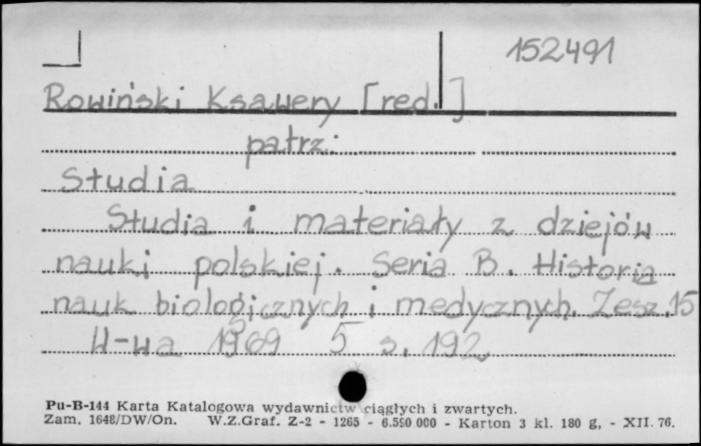 152491
Rowiński Ksawery [red.]
patrz:
Studia
Studia i materiały z dziejów
nauki polskiej. Seria B. Historia
nauk biologicznych i medycznych. Zesz. 15
W-wa 1969 5 s. 192
Pu-B-144 Karta Katalogowa wydawnictw ciągłych i zwartych.
Zam. 1648/DW/On. W.Z.Graf. Z-2 - 1265 - 6.550 000 - Karton 3 kl. 180 g, - XII. 76.